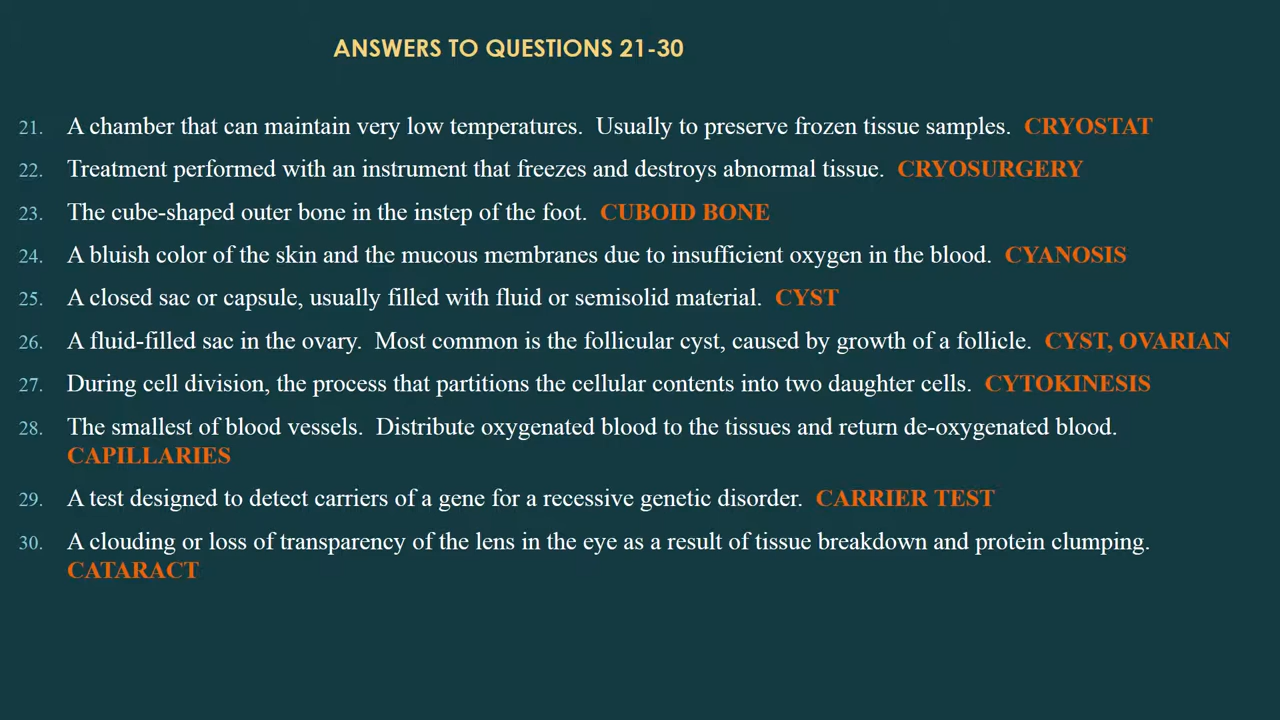 ANSWERS TO QUESTIONS 21-30
21. A chamber that can maintain very low temperatures.  Usually to preserve frozen tissue samples.  CRYOSTAT
22. Treatment performed with an instrument that freezes and destroys abnormal tissue.  CRYOSURGERY
23. The cube-shaped outer bone in the instep of the foot.  CUBOID BONE
24. A bluish color of the skin and the mucous membranes due to insufficient oxygen in the blood.  CYANOSIS
25. A closed sac or capsule, usually filled with fluid or semisolid material.  CYST
26. A fluid-filled sac in the ovary.  Most common is the follicular cyst, caused by growth of a follicle.  CYST, OVARIAN
27. During cell division, the process that partitions the cellular contents into two daughter cells.  CYTOKINESIS
28. The smallest of blood vessels.  Distribute oxygenated blood to the tissues and return de-oxygenated blood.
CAPILLARIES
29. A test designed to detect carriers of a gene for a recessive genetic disorder.  CARRIER TEST
30. A clouding or loss of transparency of the lens in the eye as a result of tissue breakdown and protein clumping.
CATARACT